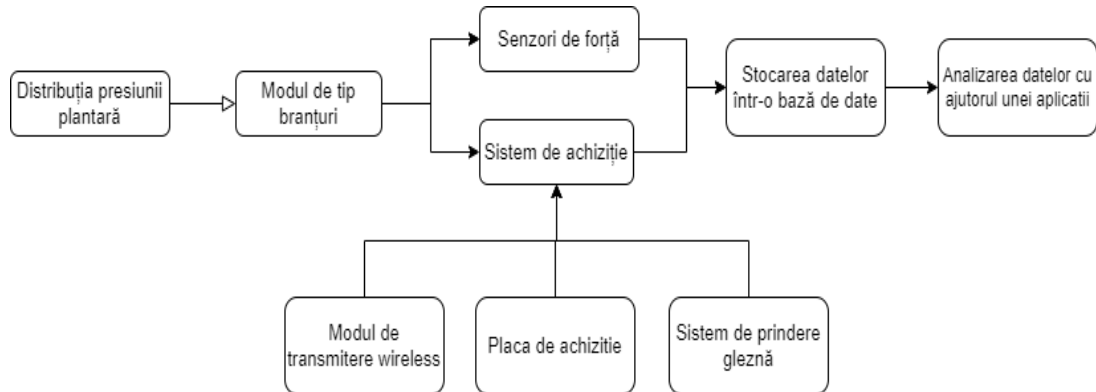 Senzori de forță
Distribuția presiunii
plantară
Modul de tip
branțuri
Stocarea datelor
într-o bază de date
Analizarea datelor cu
ajutorul unei aplicatii
Sistem de achiziție
Modul de
transmitere wireless
Placa de achizitie
Sistem de prindere
gleznă